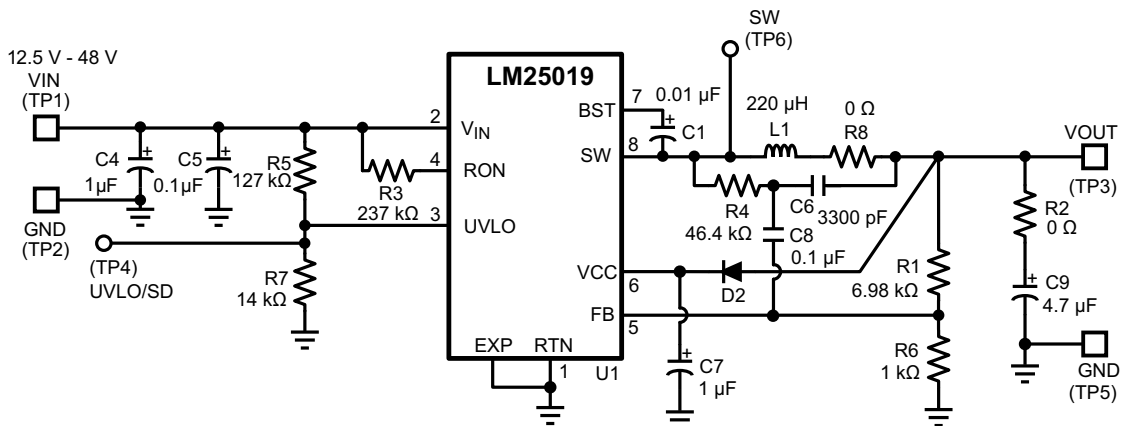 SW
(TP6)
12.5 V - 48 V
VIN
(TP1)
LM25019
7
0.01 µF
220 µH
0 Ω
BST
2
VIN
+
C1
8
L1
R8
VOUT
SW
(TP3)
C4
+
1µF
C5
+
0.1µF
R5
127 kΩ
4
RON
R3
237 kΩ
3
UVLO
R4
46.4 kΩ
C6
3300 pF
C8
0.1 µF
R2
0 Ω
GND
(TP2)
(TP4)
UVLO/SD
R7
14 kΩ
VCC
6
D2
R1
6.98 kΩ
+
C9
4.7 µF
FB
5
EXP
RTN
1
U1
+
C7
1 µF
R6
1 kΩ
GND
(TP5)